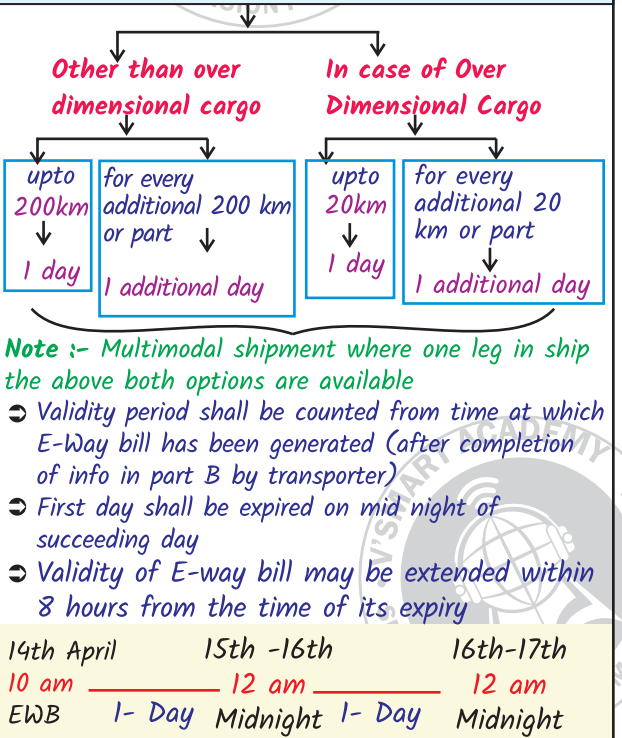 Other than over
dimensional cargo
In case of Over
Dimensional Cargo
upto
200km
1 day
for every
additional 200 km
or part
1 additional day
upto
20km
1 day
for every
additional 20
km or part
1 additional day
Note :- Multimodal shipment where one leg in ship
the above both options are available
Validity period shall be counted from time at which
E-Way bill has been generated (after completion
of info in part B by transporter)
First day shall be expired on mid night of
succeeding day
Validity of E-way bill may be extended within
8 hours from the time of its expiry
14th April 15th -16th 16th-17th
10 am 12 am 12 am
EWB 1- Day Midnight 1- Day Midnight
V'SMART ACADEMY